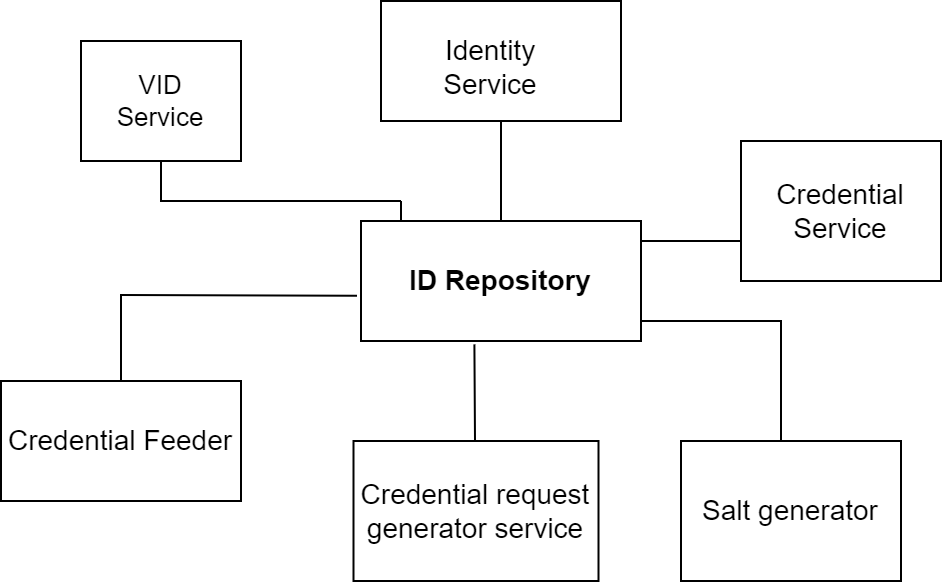 Identity
Service
VID
Service
Credential
Service
ID Repository
Credential Feeder
Credential request
generator service
Salt generator